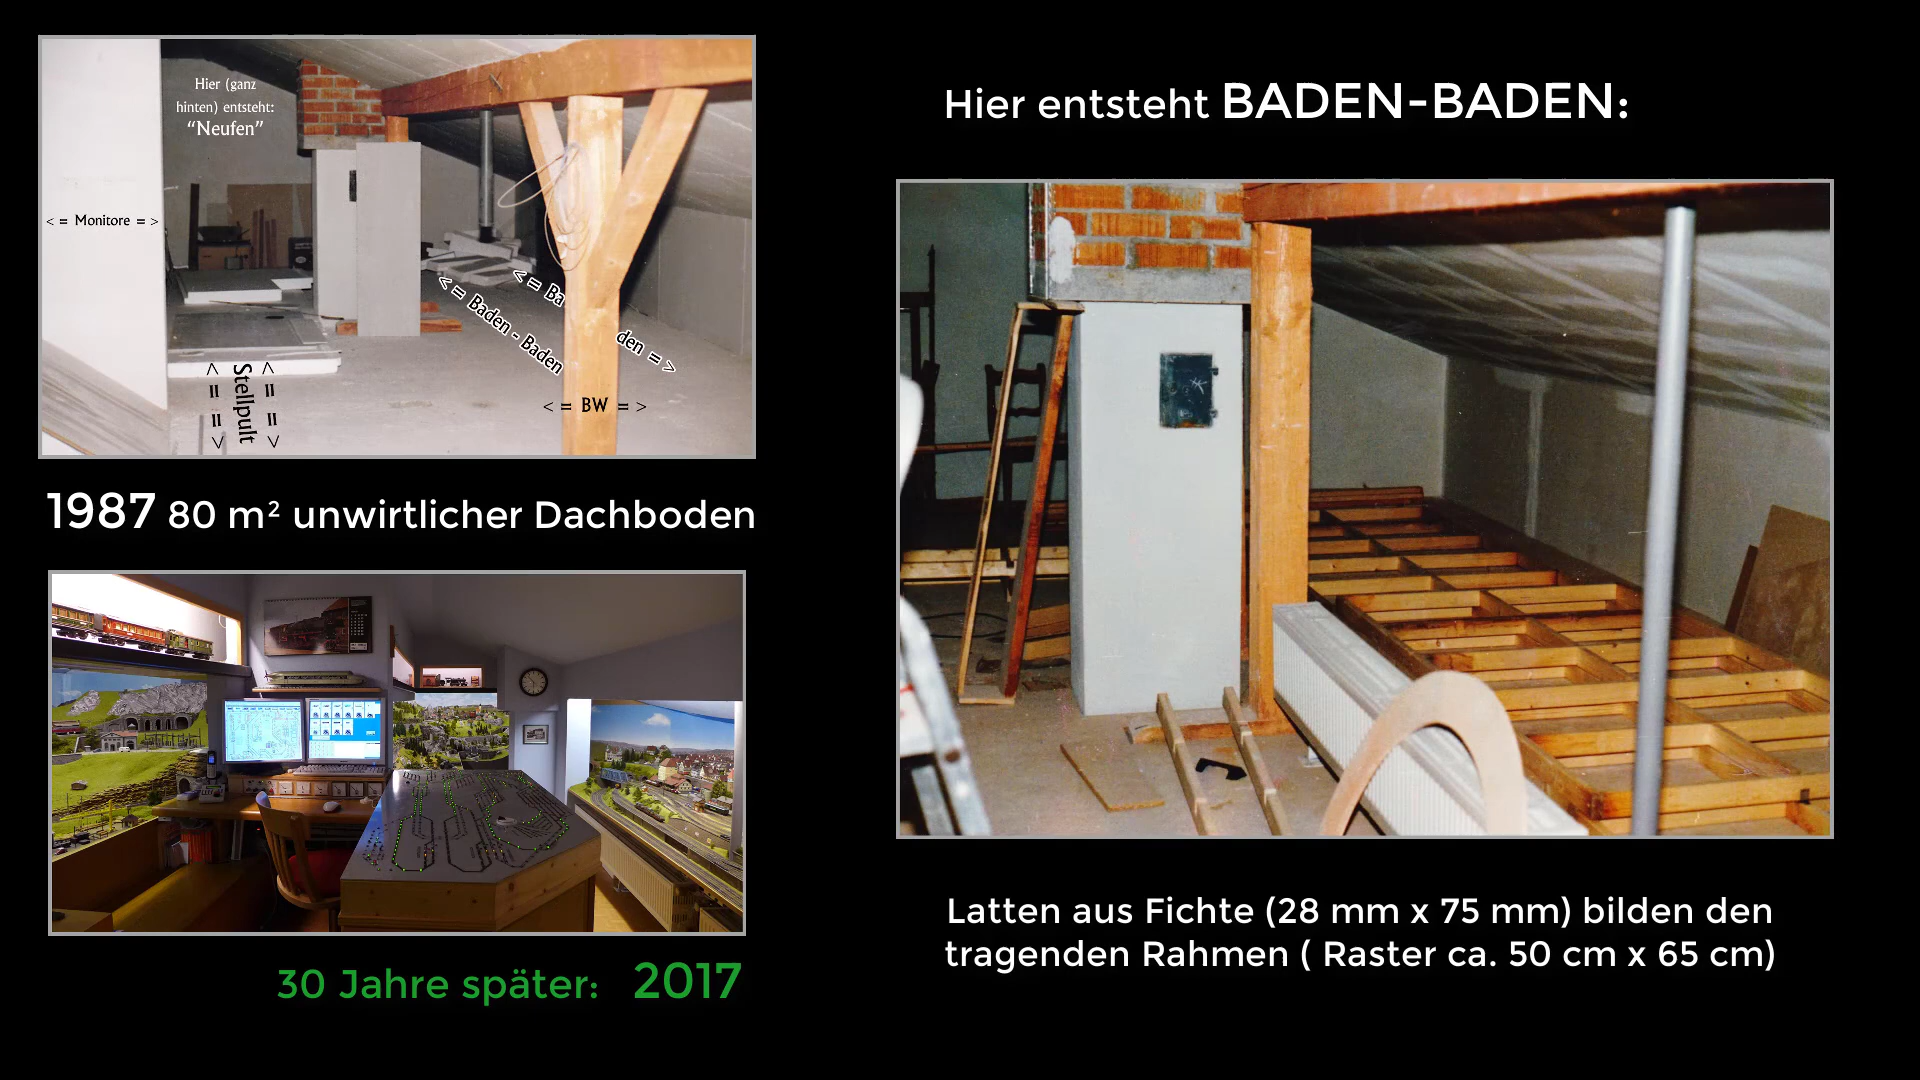 Hier (ganz
hinten) entsteht:
“Neufen”
< = Monitore = >
< = Ba
den = >
< = Baden - Baden
< = Stellpult = >
< = = >
< = BW = >
1987 80 m² unwirtlicher Dachboden
30 Jahre später: 2017
Hier entsteht BADEN-BADEN:
Latten aus Fichte (28 mm x 75 mm) bilden den
tragenden Rahmen ( Raster ca. 50 cm x 65 cm)